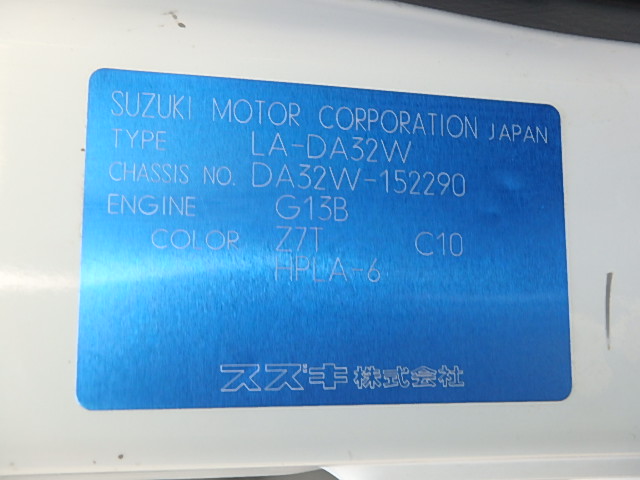 SUZUKI MOTOR CORPORATION JAPAN
TYPE LA-DA32W
CHASSIS NO. DA32W-152290
ENGINE G13B
COLOR Z7T C10
HPLA-6
スズキ株式会社